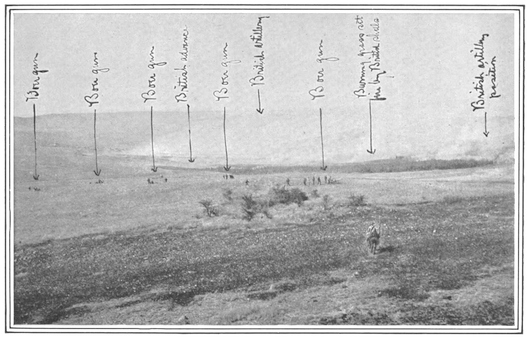 Boer gun
Boer gun
Boer gun
British advance
Boer gun
British artillery
Boer gun
Burning grass set
fire by British shells
British artillery
position